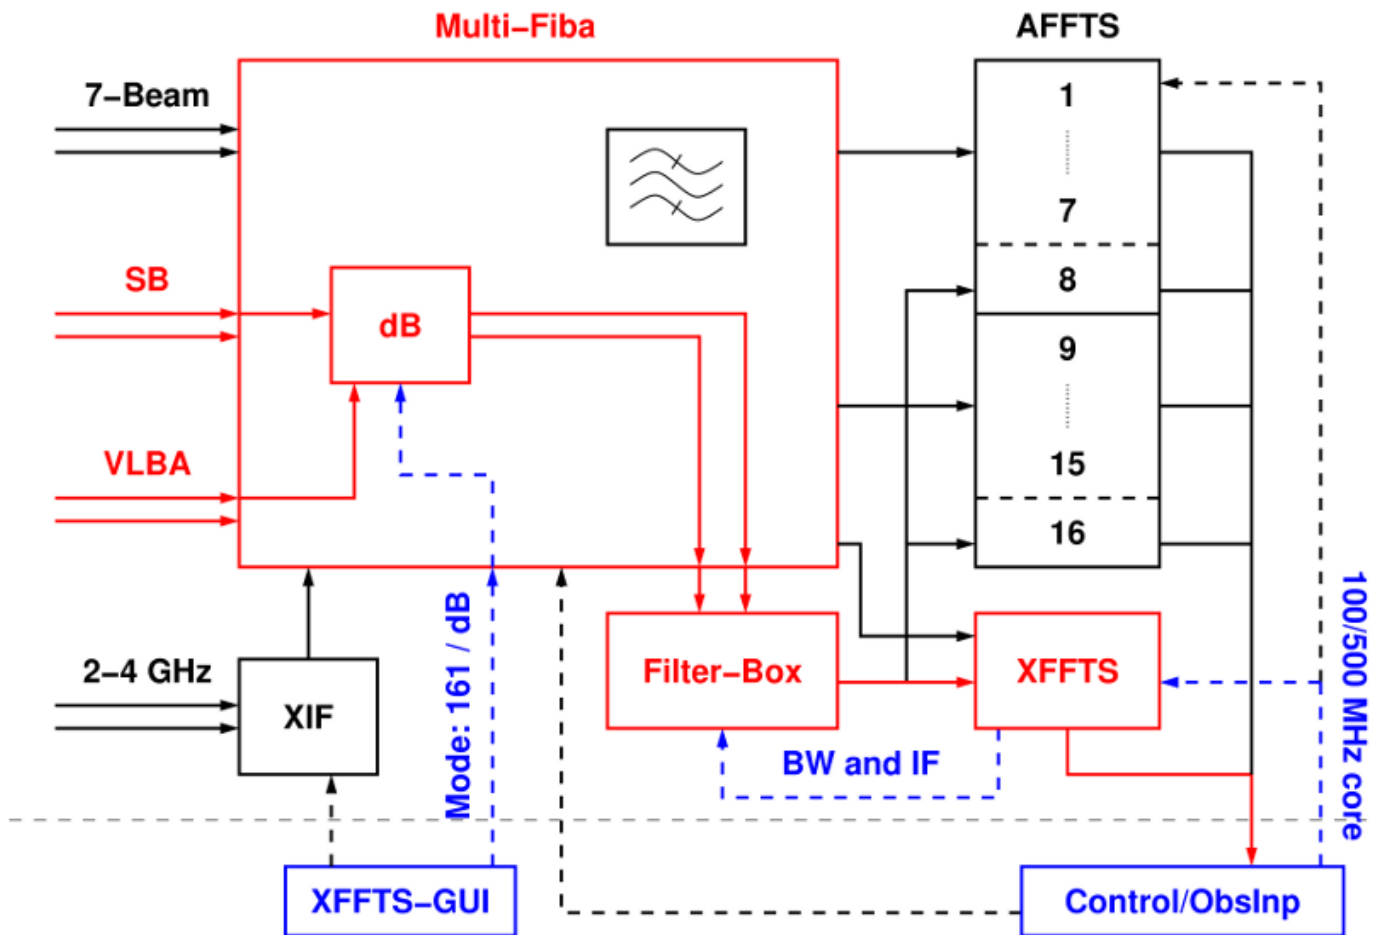 Multi–Fiba
AFFTS
7–Beam
1
7
SB
dB
8
9
VLBA
15
16
2–4 GHz
XIF
Mode: 161 / dB
Filter–Box
XFFTS
100/500 MHz core
BW and IF
XFFTS–GUI
Control/ObsInp